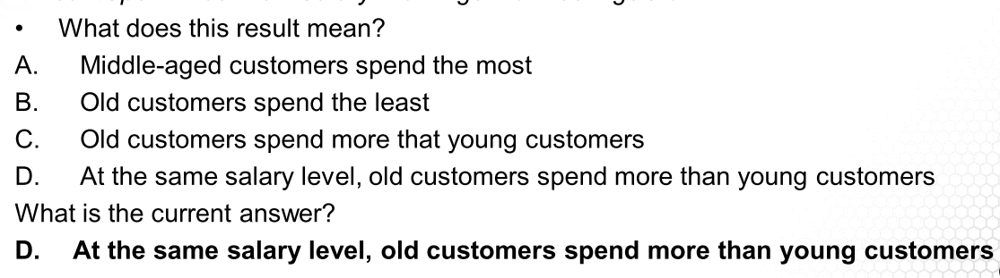 • What does this result mean?
A. Middle-aged customers spend the most
B. Old customers spend the least
C. Old customers spend more that young customers
D. At the same salary level, old customers spend more than young customers
What is the current answer?
D. At the same salary level, old customers spend more than young customers